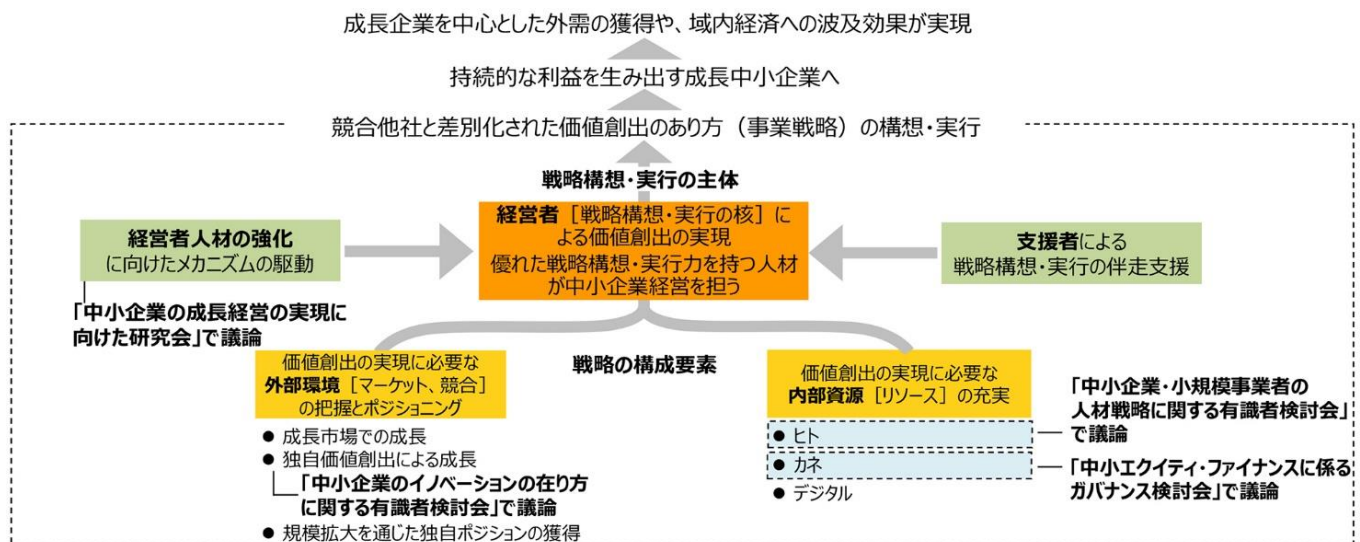 成長企業を中心とした外需の獲得や、域内経済への波及効果が実現
持続的な利益を生み出す成長中小企業へ
競合他社と差別化された価値創出のあり方（事業戦略）の構想・実行
戦略構想・実行の主体
経営者人材の強化
に向けたメカニズムの駆動
経営者［戦略構想・実行の核］に
よる価値創出の実現
優れた戦略構想・実行力を持つ人材
が中小企業経営を担う
支援者による
戦略構想・実行の伴走支援
「中小企業の成長経営の実現に
向けた研究会」で議論
戦略の構成要素
価値創出の実現に必要な
外部環境［マーケット、競合］
の把握とポジショニング
● 成長市場での成長
● 独自価値創出による成長
「中小企業のイノベーションの在り方
に関する有識者検討会」で議論
● 規模拡大を通じた独自ポジションの獲得
価値創出の実現に必要な
内部資源［リソース］の充実
● ヒト
● カネ
● デジタル
「中小企業・小規模事業者の
人材戦略に関する有識者検討会」
で議論
「中小エクイティ・ファイナンスに係る
ガバナンス検討会」で議論